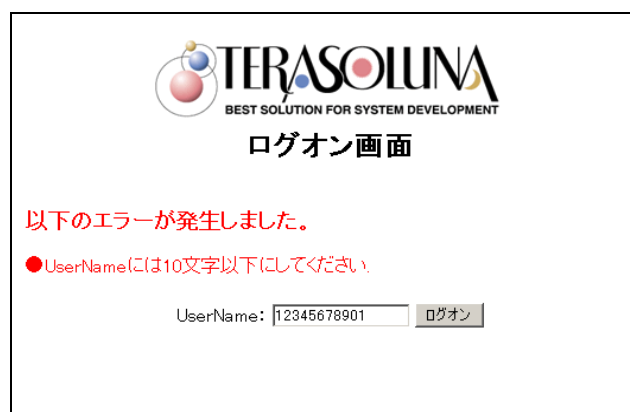 TERASOLUNA
BEST SOLUTION FOR SYSTEM DEVELOPMENT
ログオン画面
以下のエラーが発生しました。
●UserNameには10文字以下にしてください.
UserName: 12345678901 ログオン